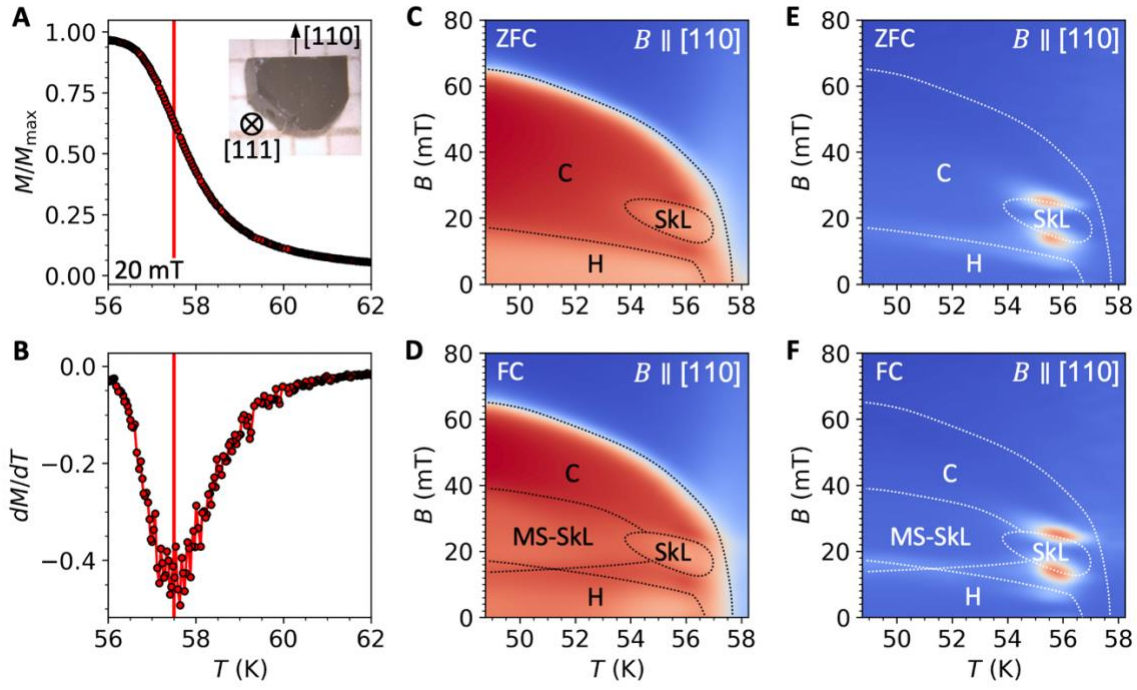 A
1.00
0.75
0.50
0.25
0.00
M/Mmax
[110]
[111]
20 mT
56 58 60 62
B
0.0
−0.2
−0.4
dM/dT
56 58 60 62
T (K)
C
80
60
40
20
0
B (mT)
ZFC
B ∥ [110]
C
SkL
H
50 52 54 56 58
D
80
60
40
20
0
B (mT)
FC
B ∥ [110]
C
MS-SkL
SkL
H
50 52 54 56 58
T (K)
E
80
60
40
20
0
B (mT)
ZFC
B ∥ [110]
C
SkL
H
50 52 54 56 58
F
80
60
40
20
0
B (mT)
FC
B ∥ [110]
C
MS-SkL
SkL
H
50 52 54 56 58
T (K)